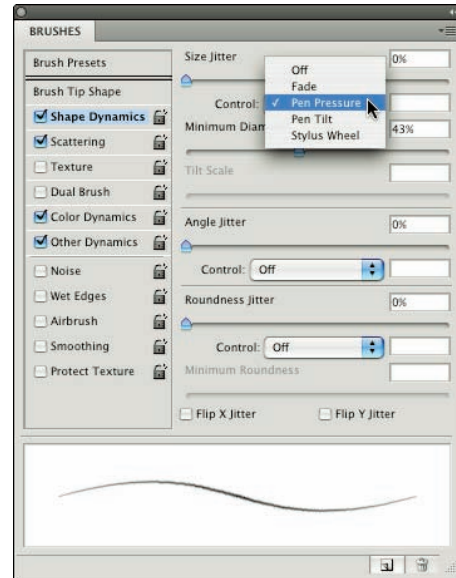 BRUSHES
Brush Presets
Brush Tip Shape
Shape Dynamics
Scattering
Texture
Dual Brush
Color Dynamics
Other Dynamics
Noise
Wet Edges
Airbrush
Smoothing
Protect Texture
Size Jitter
0%
Off
Fade
Control: ✓ Pen Pressure
Pen Tilt
Stylus Wheel
Minimum Diam
43%
Tilt Scale
Angle Jitter
0%
Control: Off
Roundness Jitter
0%
Control: Off
Minimum Roundness
Flip X Jitter
Flip Y Jitter